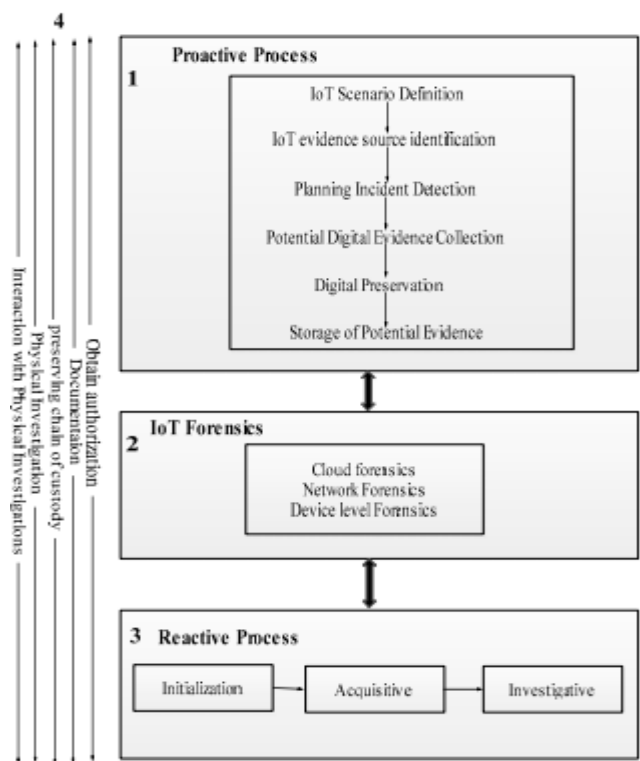 4
Interaction with Physical Investigations
Physical Investigation
preserving chain of custody
Documentaion
Obtain authorization
1
Proactive Process
IoT Scenario Definition
IoT evidence source identification
Planning Incident Detection
Potential Digital Evidence Collection
Digital Preservation
Storage of Potential Evidence
2
IoT Forensics
Cloud forensics
Network Forensics
Device level Forensics
3
Reactive Process
Initialization
Acquisitive
Investigative